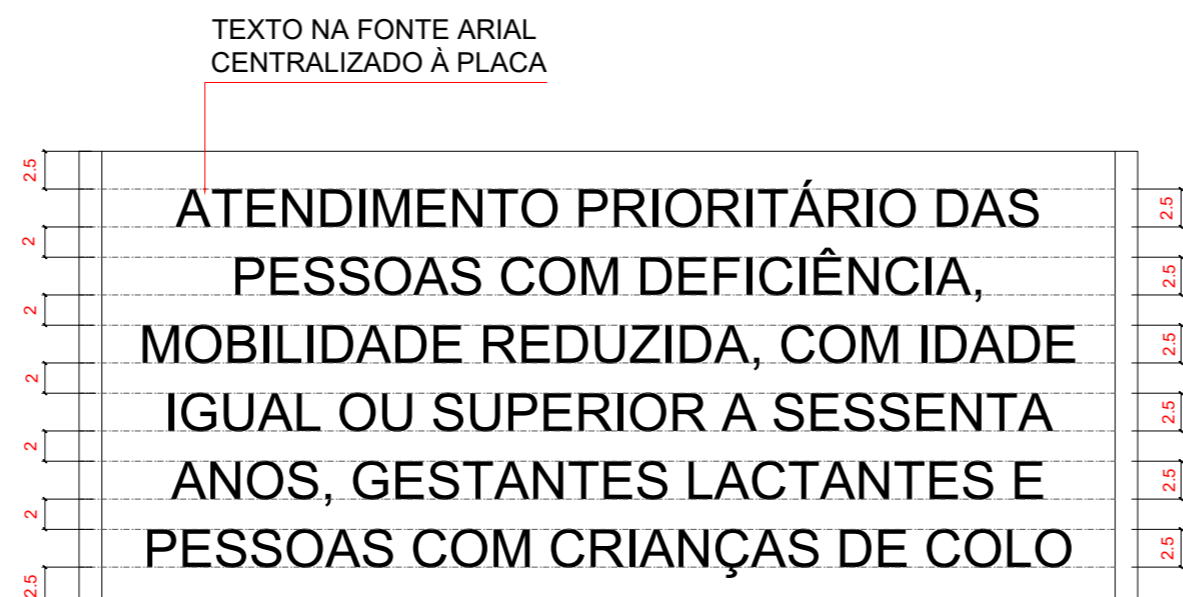 TEXTO NA FONTE ARIAL
CENTRALIZADO À PLACA
2.5
ATENDIMENTO PRIORITÁRIO DAS
2.5
2
PESSOAS COM DEFICIÊNCIA,
2.5
2
MOBILIDADE REDUZIDA, COM IDADE
2.5
2
IGUAL OU SUPERIOR A SESSENTA
2.5
2
ANOS, GESTANTES LACTANTES E
2.5
2
PESSOAS COM CRIANÇAS DE COLO
2.5
2.5